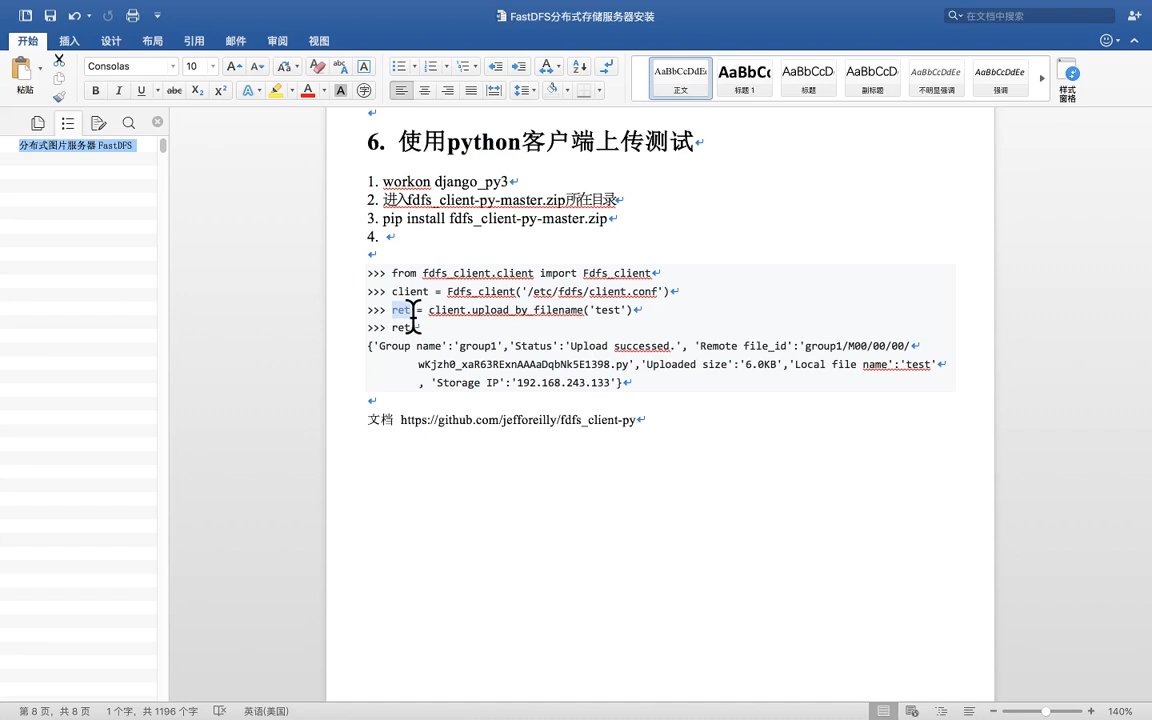 FastDFS分布式存储服务器安装
在文档中搜索
开始 插入 设计 布局 引用 邮件 审阅 视图
粘贴
Consolas 10
AaBbCcDdEe AaBbCc AaBbCcD AaBbCcD AaBbCcDdEe AaBbCcDdEe
正文 标题 1 标题 副标题 不明显强调 强调
样式
窗格
分布式图片服务器 FastDFS
6. 使用python客户端上传测试
1. workon django_py3
2. 进入fdfs_client-py-master.zip所在目录
3. pip install fdfs_client-py-master.zip
4.
>>> from fdfs_client.client import Fdfs_client
>>> client = Fdfs_client('/etc/fdfs/client.conf')
>>> ret = client.upload_by_filename('test')
>>> ret
{'Group name':'group1','Status':'Upload successed.', 'Remote file_id':'group1/M00/00/00/
wKjzh0_xaR63RExnAAAaDqbNk5E1398.py','Uploaded size':'6.0KB','Local file name':'test'
, 'Storage IP':'192.168.243.133'}
文档 https://github.com/jefforeilly/fdfs_client-py
第 8 页，共 8 页 1 个字，共 1196 个字 英语(美国) 140%